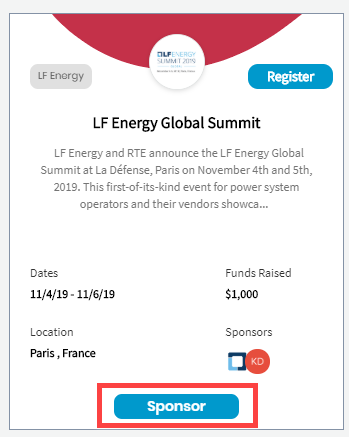 LF ENERGY
SUMMIT 2019
LF Energy
Register
LF Energy Global Summit
LF Energy and RTE announce the LF Energy Global
Summit at La Défense, Paris on November 4th and 5th,
2019. This first-of-its-kind event for power system
operators and their vendors showca...
Dates
Funds Raised
11/4/19 - 11/6/19
$1,000
Location
Sponsors
Paris , France
KD
Sponsor